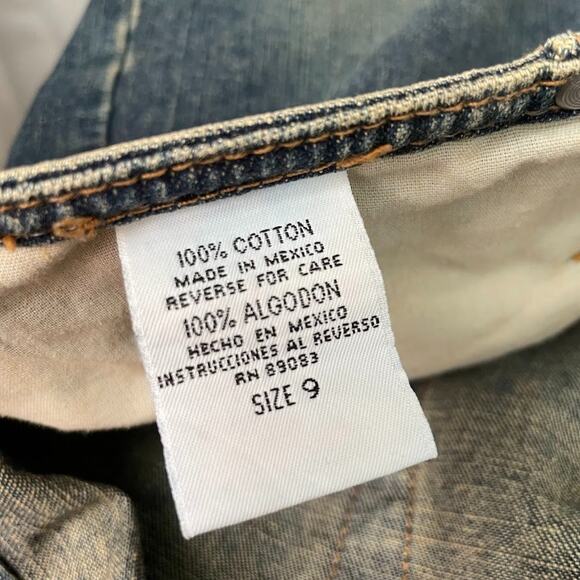 100% COTTON
MADE IN MEXICO
REVERSE FOR CARE
100% ALGODON
HECHO EN MEXICO
INSTRUCCIONES AL REVERSO
RN 89083
SIZE 9